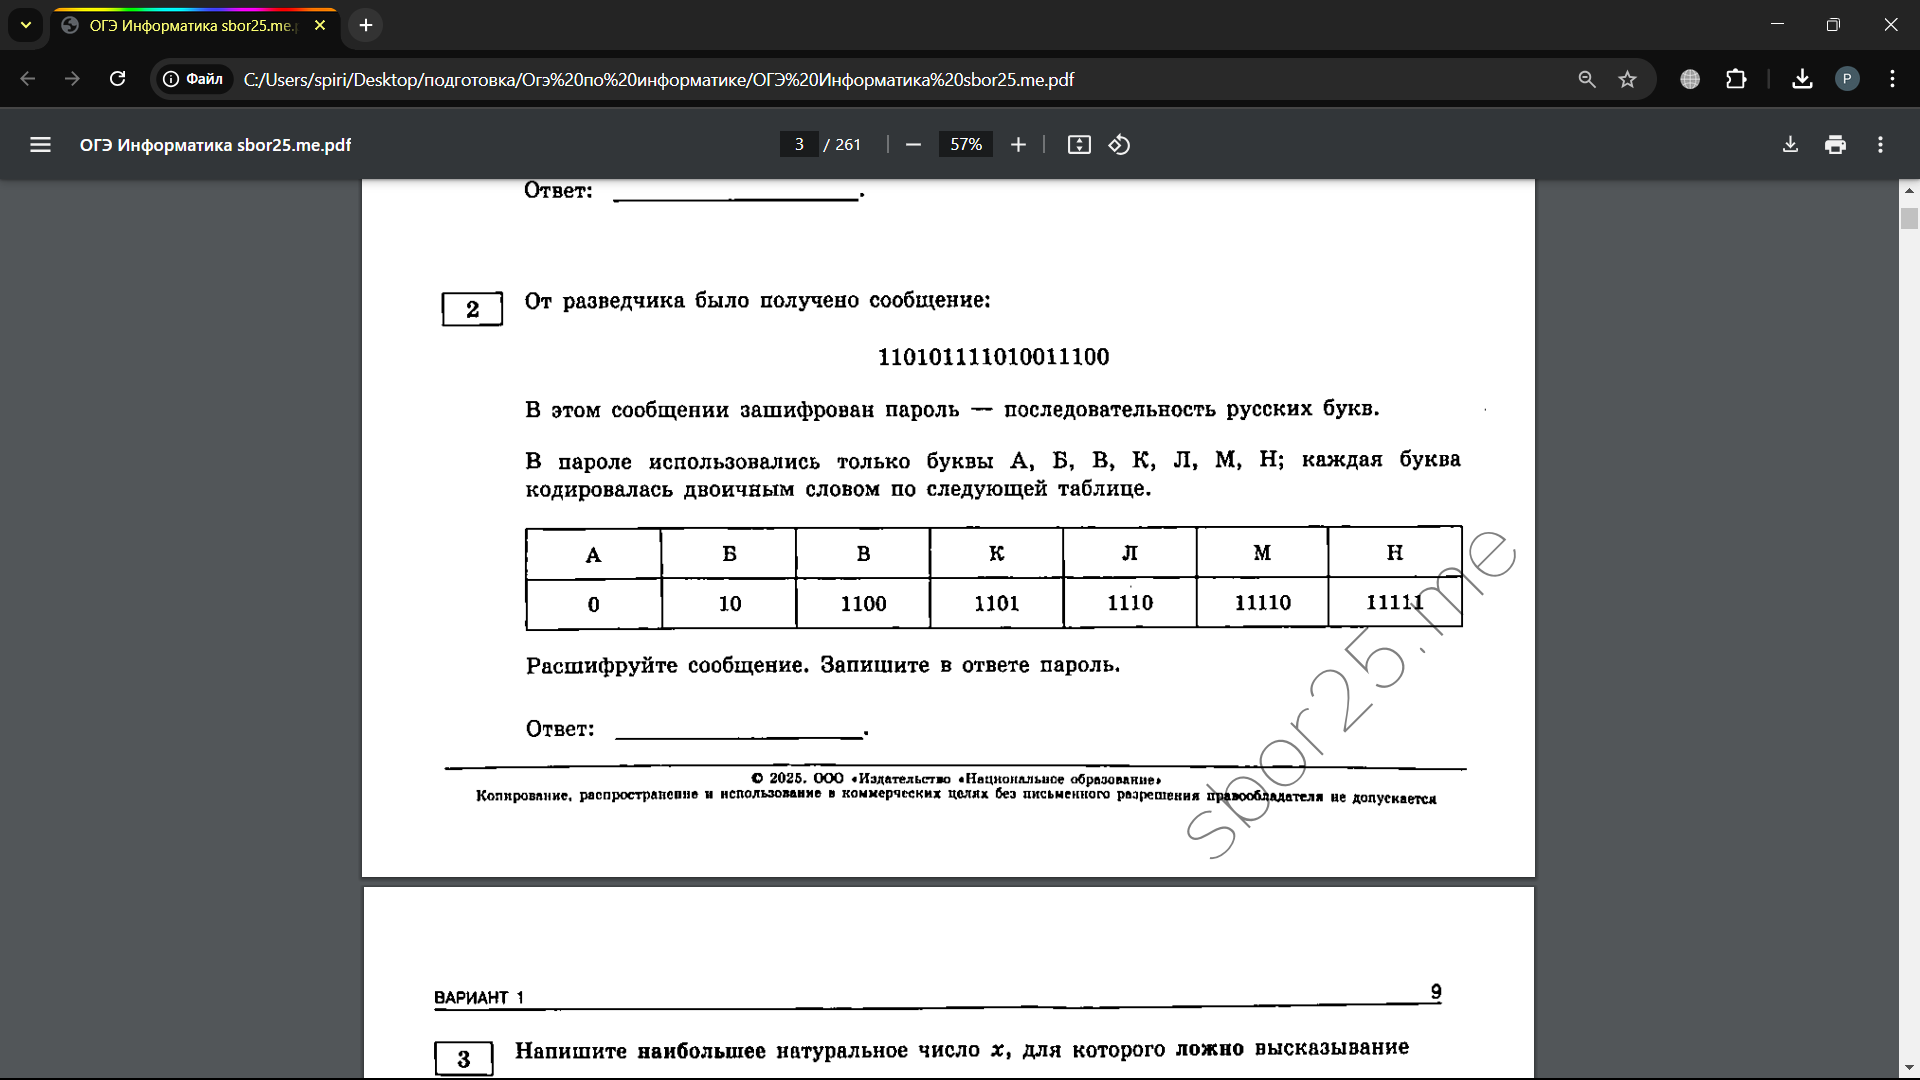 ОГЭ Информатика sbor25.me.p
Файл C:/Users/spiri/Desktop/подготовка/Огэ%20по%20информатике/ОГЭ%20Информатика%20sbor25.me.pdf
P
ОГЭ Информатика sbor25.me.pdf
3 / 261
57%
Ответ: .
2
От разведчика было получено сообщение:
110101111010011100
В этом сообщении зашифрован пароль — последовательность русских букв.
В пароле использовались только буквы А, Б, В, К, Л, М, Н; каждая буква
кодировалась двоичным словом по следующей таблице.
А Б В К Л М Н
0 10 1100 1101 1110 11110 11111
Расшифруйте сообщение. Запишите в ответе пароль.
Ответ: .
© 2025. ООО «Издательство «Национальное образование»
Копирование, распространение и использование в коммерческих целях без письменного разрешения правообладателя не допускается
sbor25.me
ВАРИАНТ 1 9
3
Напишите наибольшее натуральное число x, для которого ложно высказывание